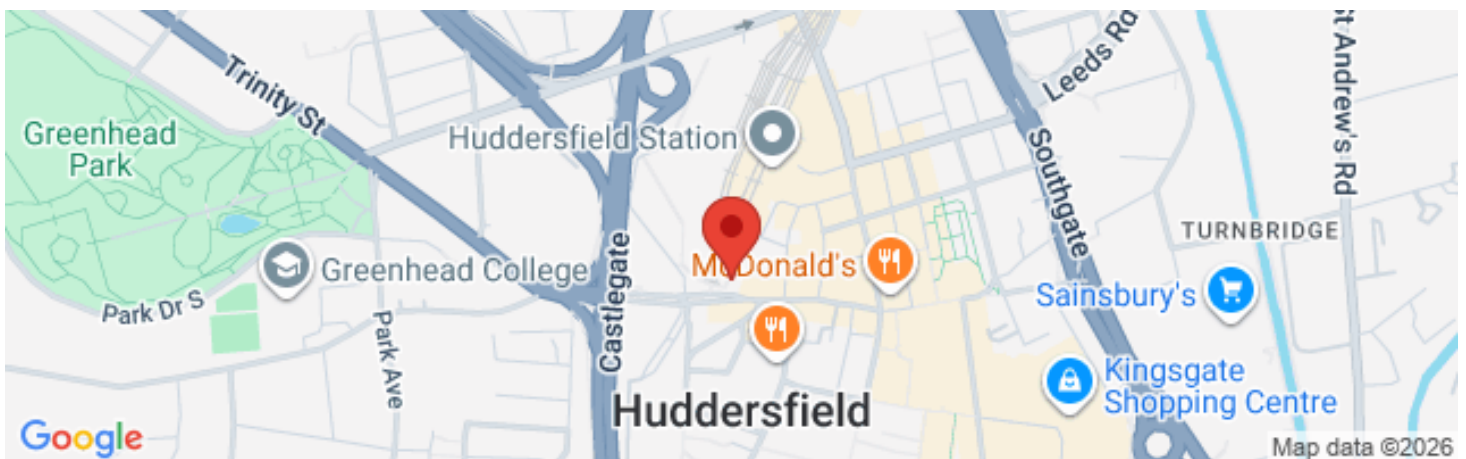 Trinity St
Greenhead
Park
Huddersfield Station
Leeds Rd
St Andrew's Rd
Southgate
TURNBRIDGE
Castlegate
McDonald's
Greenhead College
Sainsbury's
Park Dr S
Park Ave
Kingsgate
Shopping Centre
Huddersfield
Google
Map data ©2026